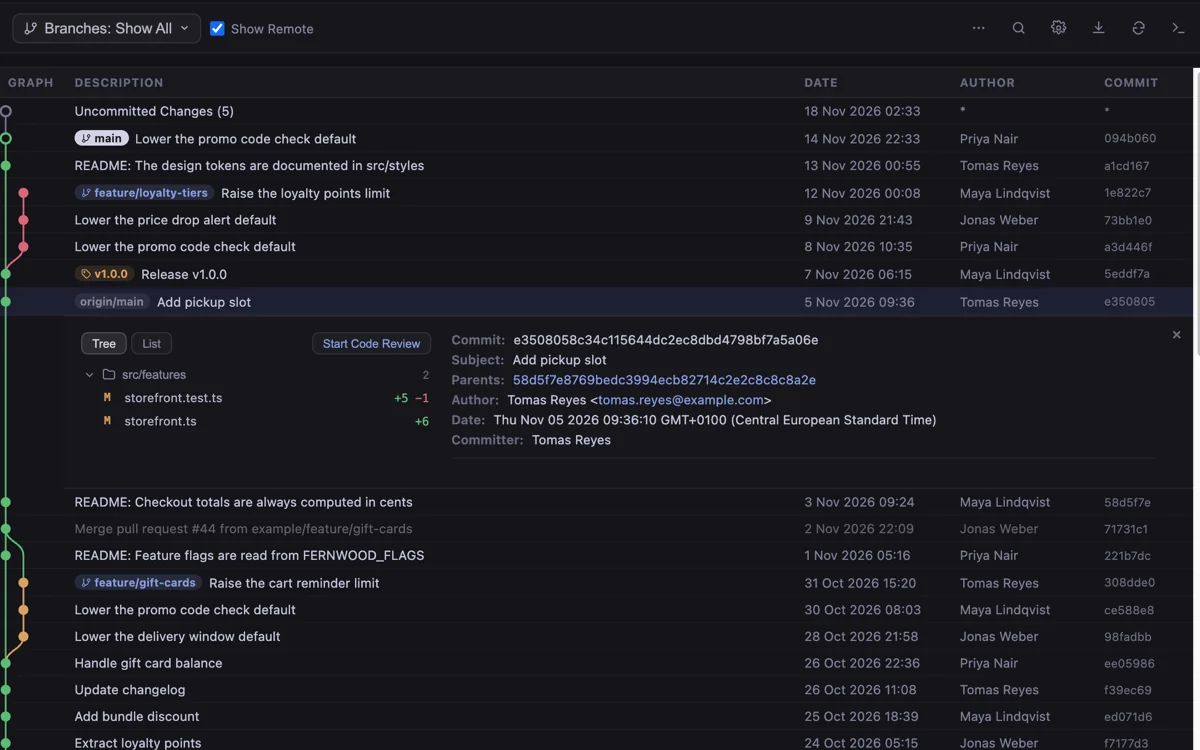 Branches: Show All Show Remote
GRAPH DESCRIPTION DATE AUTHOR COMMIT
Uncommitted Changes (5) 18 Nov 2026 02:33 * *
main Lower the promo code check default 14 Nov 2026 22:33 Priya Nair 094b060
README: The design tokens are documented in src/styles 13 Nov 2026 00:55 Tomas Reyes a1cd167
feature/loyalty-tiers Raise the loyalty points limit 12 Nov 2026 00:08 Maya Lindqvist 1e822c7
Lower the price drop alert default 9 Nov 2026 21:43 Jonas Weber 73bb1e0
Lower the promo code check default 8 Nov 2026 10:35 Priya Nair a3d446f
v1.0.0 Release v1.0.0 7 Nov 2026 06:15 Maya Lindqvist 5eddf7a
origin/main Add pickup slot 5 Nov 2026 09:36 Tomas Reyes e350805
Tree List Start Code Review
src/features 2
M storefront.test.ts +5 −1
M storefront.ts +6
Commit: e3508058c34c115644dc2ec8dbd4798bf7a5a06e
Subject: Add pickup slot
Parents: 58d5f7e8769bedc3994ecb82714c2e2c8c8c8a2e
Author: Tomas Reyes <tomas.reyes@example.com>
Date: Thu Nov 05 2026 09:36:10 GMT+0100 (Central European Standard Time)
Committer: Tomas Reyes
README: Checkout totals are always computed in cents 3 Nov 2026 09:24 Maya Lindqvist 58d5f7e
Merge pull request #44 from example/feature/gift-cards 2 Nov 2026 22:09 Jonas Weber 71731c1
README: Feature flags are read from FERNWOOD_FLAGS 1 Nov 2026 05:16 Priya Nair 221b7dc
feature/gift-cards Raise the cart reminder limit 31 Oct 2026 15:20 Tomas Reyes 308dde0
Lower the promo code check default 30 Oct 2026 08:03 Maya Lindqvist ce588e8
Lower the delivery window default 28 Oct 2026 21:58 Jonas Weber 98fadbb
Handle gift card balance 26 Oct 2026 22:36 Priya Nair ee05986
Update changelog 26 Oct 2026 11:08 Tomas Reyes f39ec69
Add bundle discount 25 Oct 2026 18:39 Maya Lindqvist ed071d6
Extract loyalty points 24 Oct 2026 05:15 Jonas Weber f7177d3